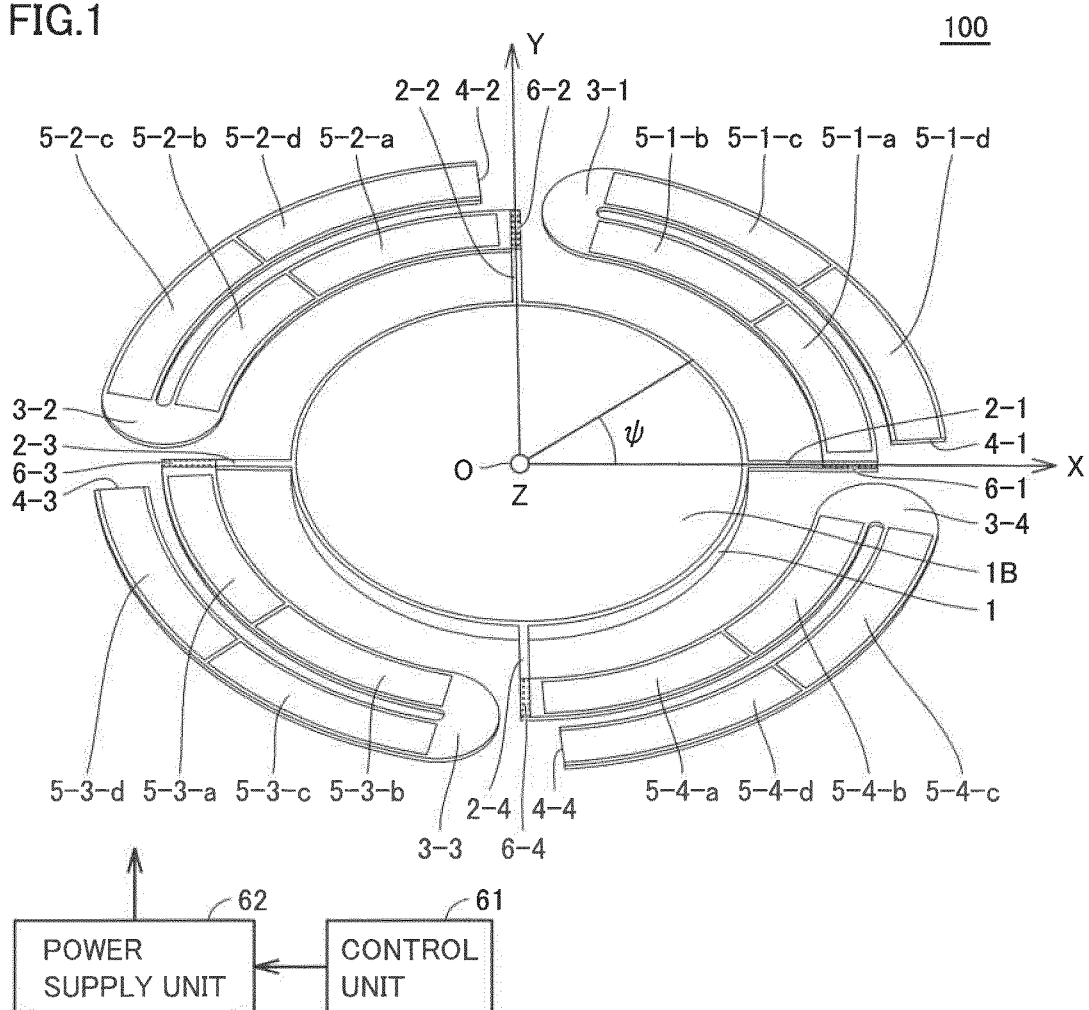 FIG.1
100
Y
2-2 4-2 6-2 3-1
5-2-c 5-2-b 5-2-d 5-2-a 5-1-b 5-1-c 5-1-a 5-1-d
3-2
2-3
6-3
4-3
ψ
O
Z
2-1
4-1
X
6-1
3-4
1B
1
5-3-d 5-3-a 5-3-c 5-3-b
5-4-a 5-4-d 5-4-b 5-4-c
2-4 4-4
3-3 6-4
62
61
POWER
SUPPLY UNIT
CONTROL
UNIT